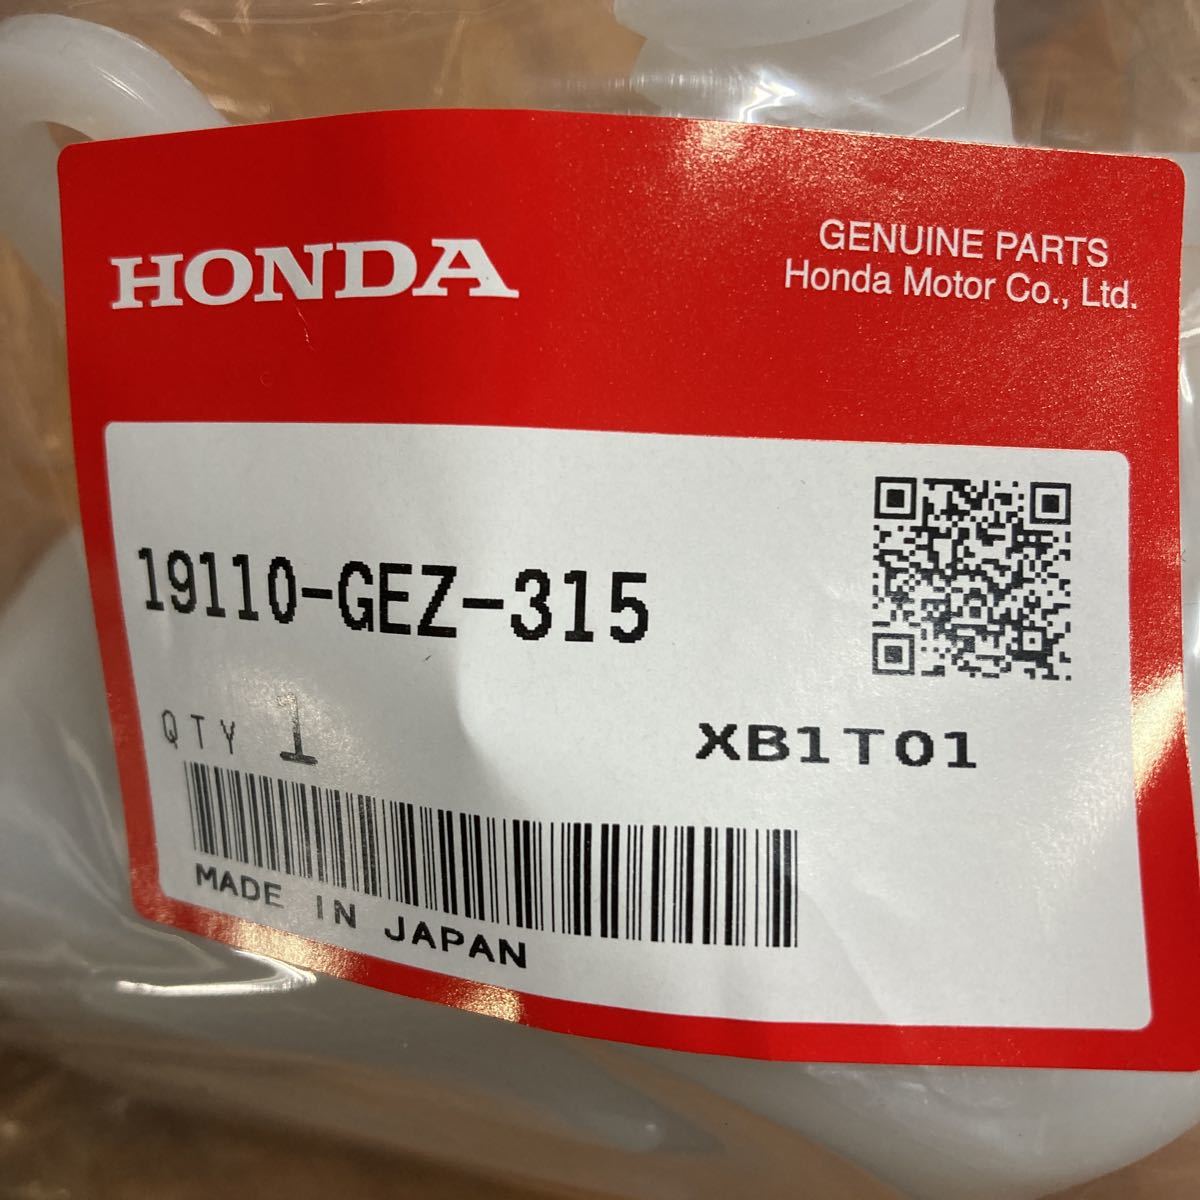 HONDA
GENUINE PARTS
Honda Motor Co., Ltd.
19110-GEZ-315
QTY 1
XB1T01
MADE IN JAPAN